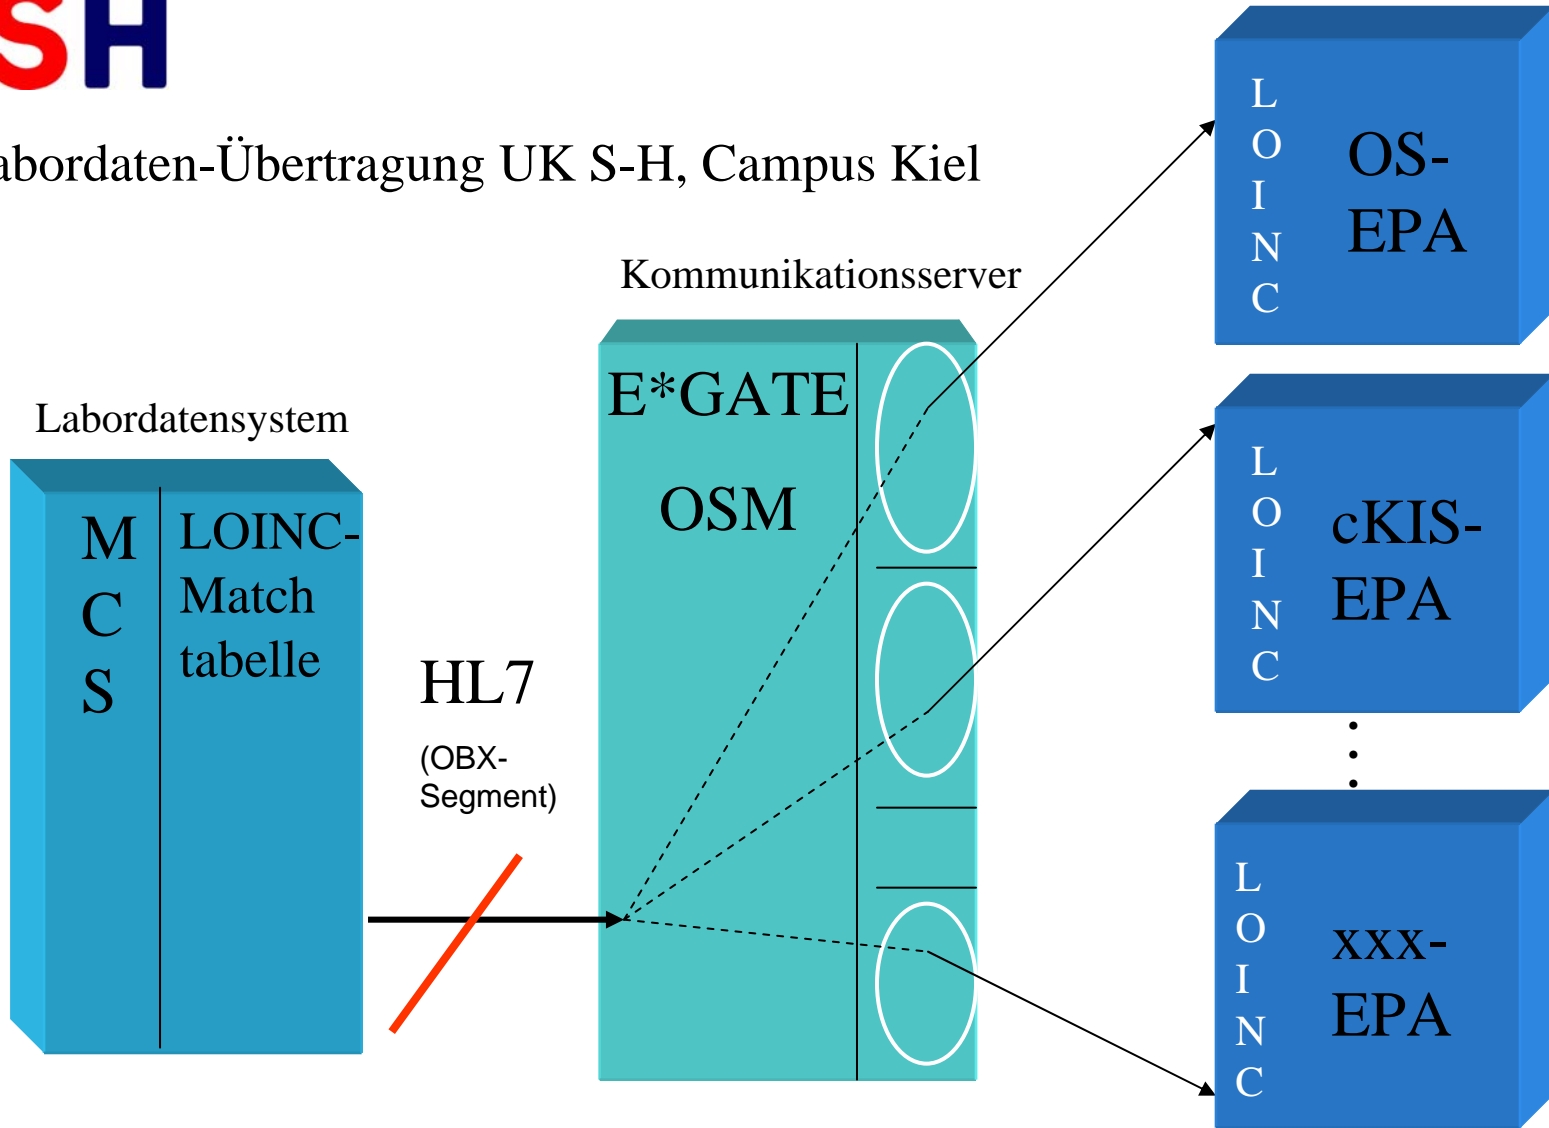 SH
abordaten-Übertragung UK S-H, Campus Kiel
Kommunikationsserver
Labordatensystem
M
C
S
LOINC-
Match
tabelle
HL7
(OBX-
Segment)
E*GATE
OSM
L
O
I
N
C
OS-
EPA
L
O
I
N
C
cKIS-
EPA
L
O
I
N
C
xxx-
EPA